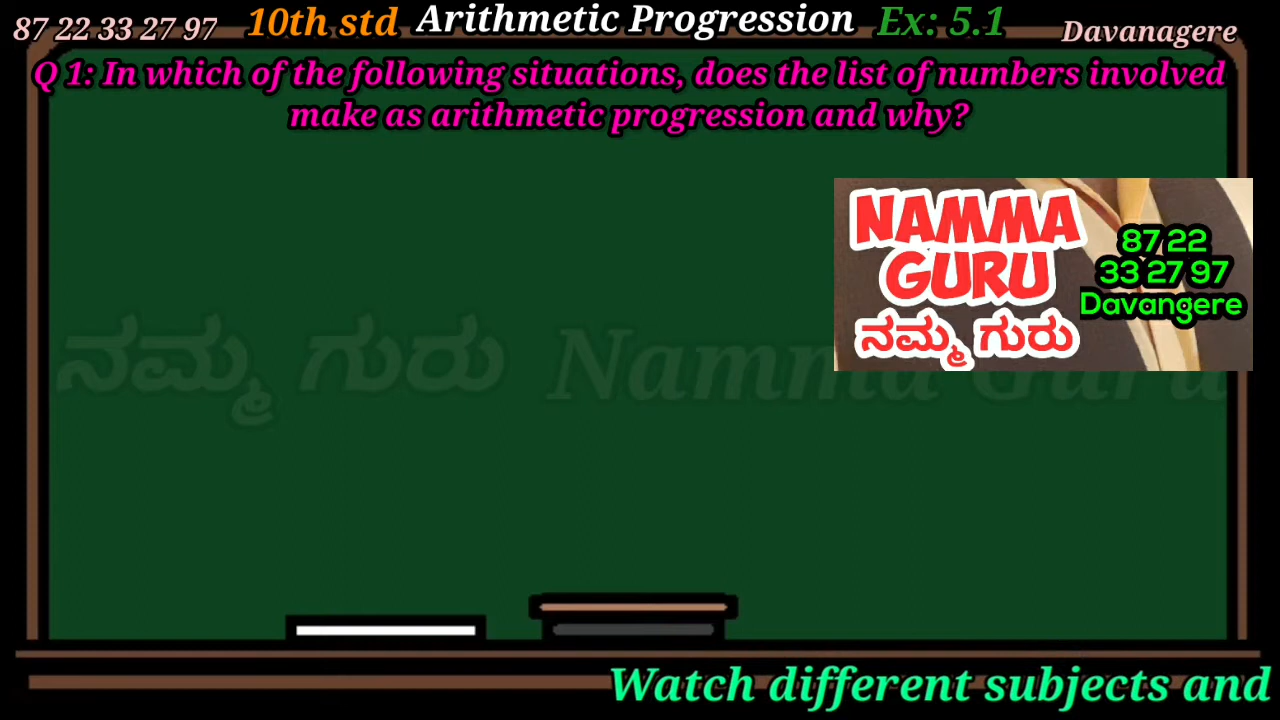 87 22 33 27 97 10th std Arithmetic Progression Ex: 5.1 Davanagere
Q 1: In which of the following situations, does the list of numbers involved
make as arithmetic progression and why?
NAMMA
GURU
ನಮ್ಮ ಗುರು
87 22
33 27 97
Davangere
ನಮ್ಮ ಗುರು Namma Guru
Watch different subjects and